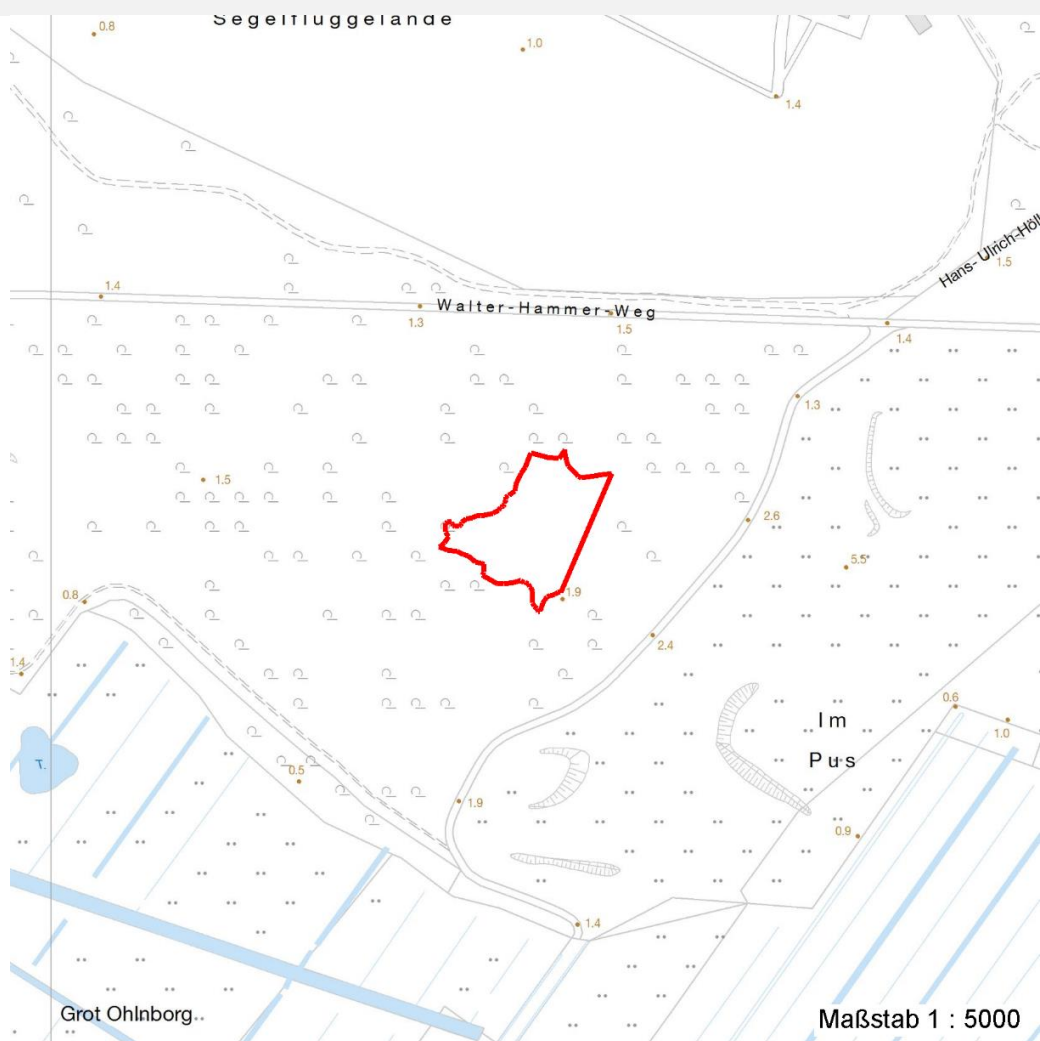 Segelfluggelände
0.8
1.0
1.4
Hans-Ulrich-Höll
1.5
1.4
1.3
Walter-Hammer-Weg
1.5
1.4
1.3
1.5
2.6
5.5
0.8
1.9
2.4
1.4
0.6
1.0
Im
Pus
T.
0.5
1.9
0.9
1.4
Grot Ohlnborg
Maßstab 1 : 5000